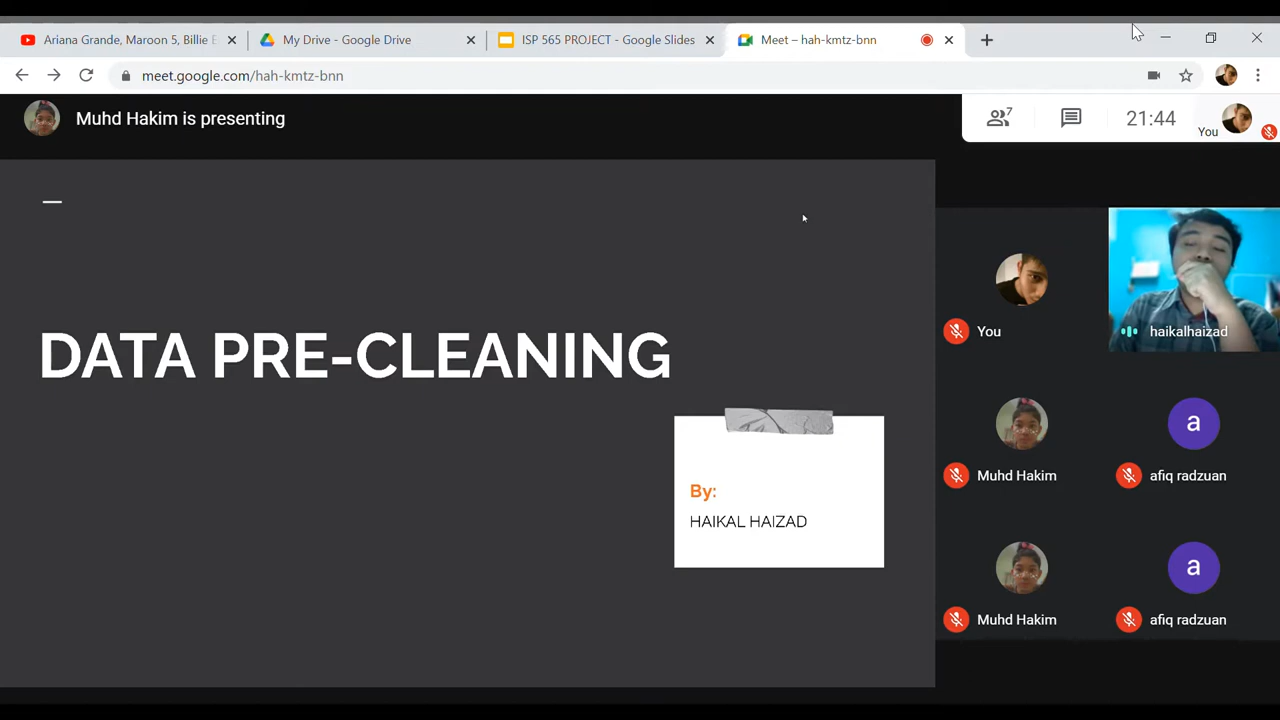 Ariana Grande, Maroon 5, Billie E
My Drive - Google Drive
ISP 565 PROJECT - Google Slides
Meet – hah-kmtz-bnn
meet.google.com/hah-kmtz-bnn
Muhd Hakim is presenting
7
21:44
You
DATA PRE-CLEANING
By:
HAIKAL HAIZAD
You
haikalhaizad
a
Muhd Hakim
afiq radzuan
a
Muhd Hakim
afiq radzuan